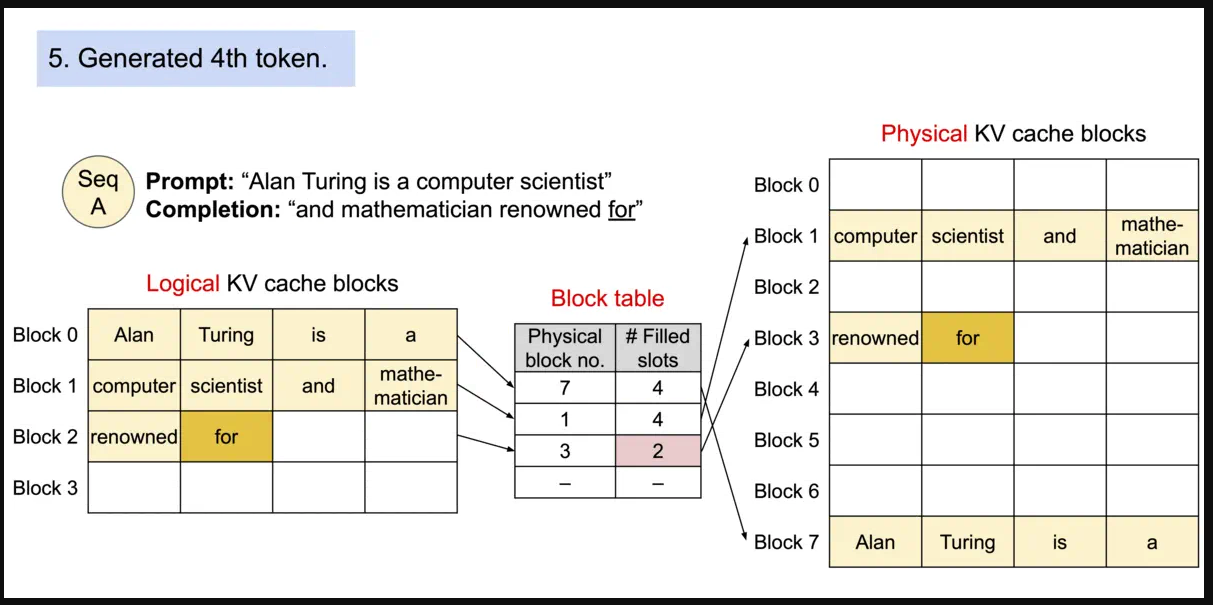 5. Generated 4th token.
Seq
A
Prompt: “Alan Turing is a computer scientist”
Completion: “and mathematician renowned for”
Logical KV cache blocks
Block 0 Alan Turing is a
Block 1 computer scientist and mathe-
matician
Block 2 renowned for
Block 3
Block table
Physical
block no. # Filled
slots
7 4
1 4
3 2
– –
Physical KV cache blocks
Block 0
Block 1 computer scientist and mathe-
matician
Block 2
Block 3 renowned for
Block 4
Block 5
Block 6
Block 7 Alan Turing is a